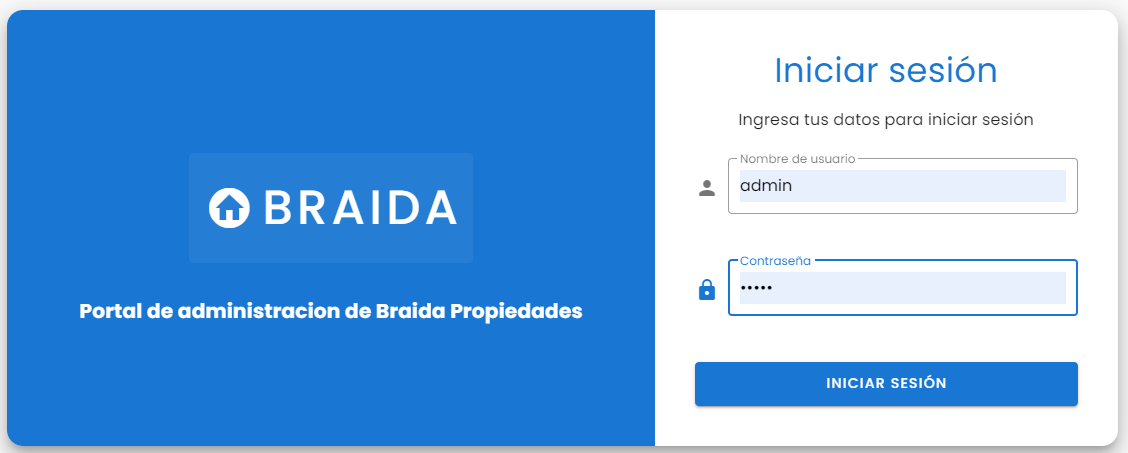 BRAIDA
Portal de administracion de Braida Propiedades
Iniciar sesión
Ingresa tus datos para iniciar sesión
Nombre de usuario
admin
Contraseña
•••••
INICIAR SESIÓN